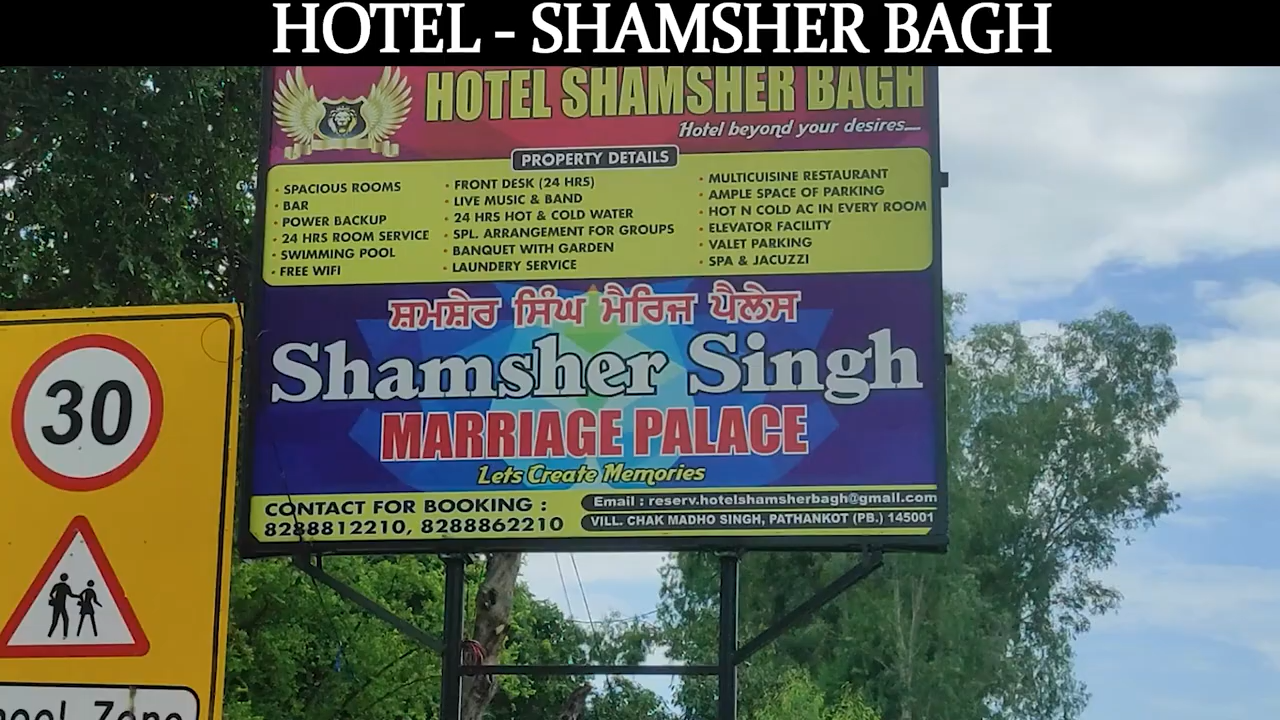 HOTEL - SHAMSHER BAGH
HOTEL SHAMSHER BAGH
Hotel beyond your desires....
PROPERTY DETAILS
• SPACIOUS ROOMS
• BAR
• POWER BACKUP
• 24 HRS ROOM SERVICE
• SWIMMING POOL
• FREE WIFI
• FRONT DESK (24 HRS)
• LIVE MUSIC & BAND
• 24 HRS HOT & COLD WATER
• SPL. ARRANGEMENT FOR GROUPS
• BANQUET WITH GARDEN
• LAUNDERY SERVICE
• MULTICUISINE RESTAURANT
• AMPLE SPACE OF PARKING
• HOT N COLD AC IN EVERY ROOM
• ELEVATOR FACILITY
• VALET PARKING
• SPA & JACUZZI
ਸ਼ਮਸ਼ੇਰ ਸਿੰਘ ਮੈਰਿਜ ਪੈਲੇਸ
Shamsher Singh
MARRIAGE PALACE
Lets Create Memories
CONTACT FOR BOOKING :
8288812210, 8288862210
Email : reserv.hotelshamsherbagh@gmall.com
VILL. CHAK MADHO SINGH, PATHANKOT (PB.) 145001
30
Zone